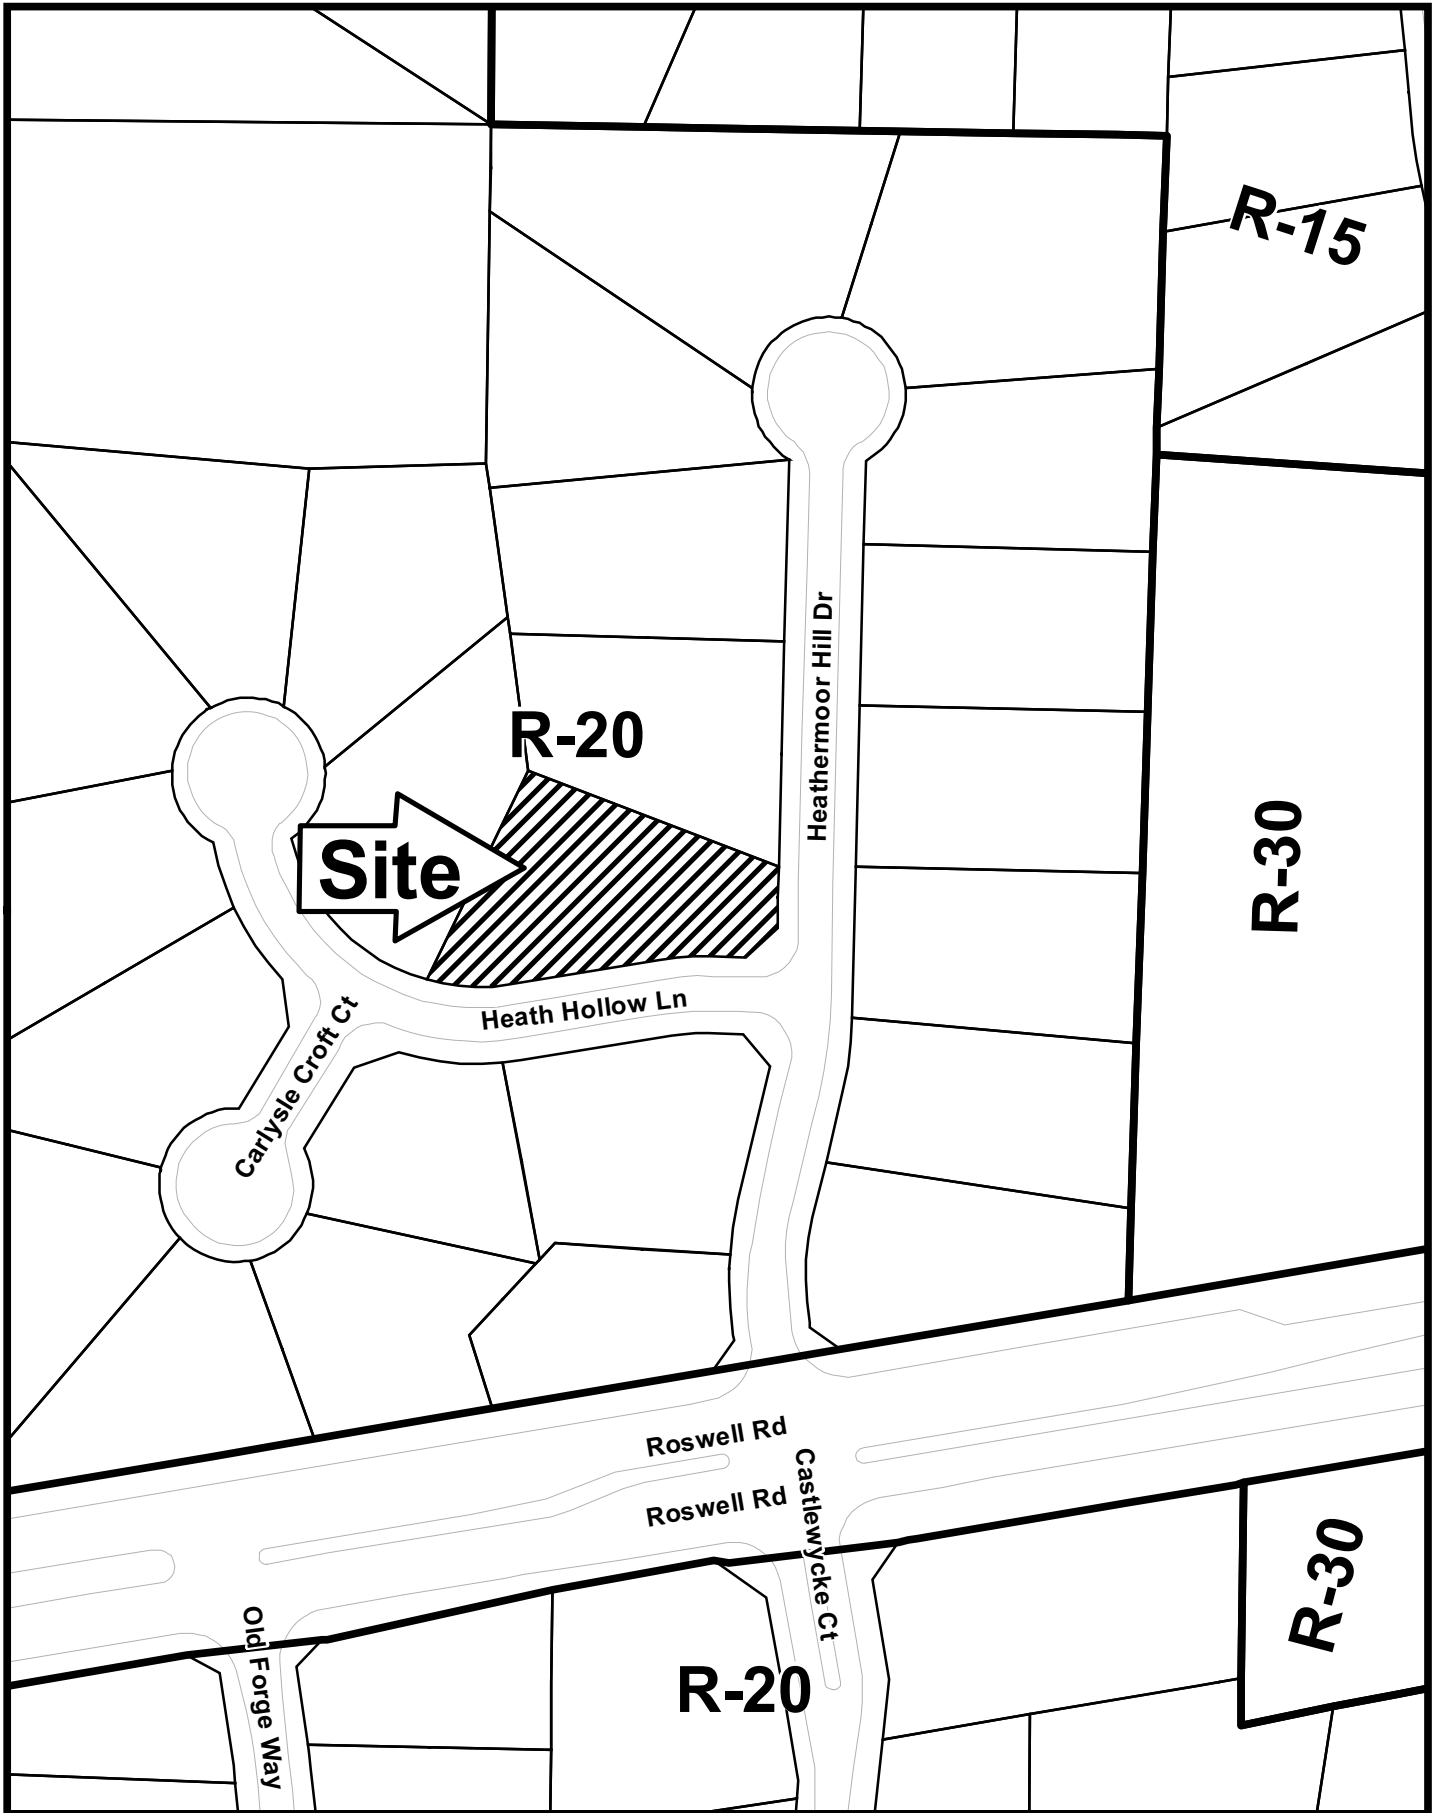 R-15
Heathermoor Hill Dr
R-20
R-30
Site
Heath Hollow Ln
Carlysle Croft Ct
Roswell Rd
Roswell Rd
Castlewycke Ct
R-30
Old Forge Way
R-20